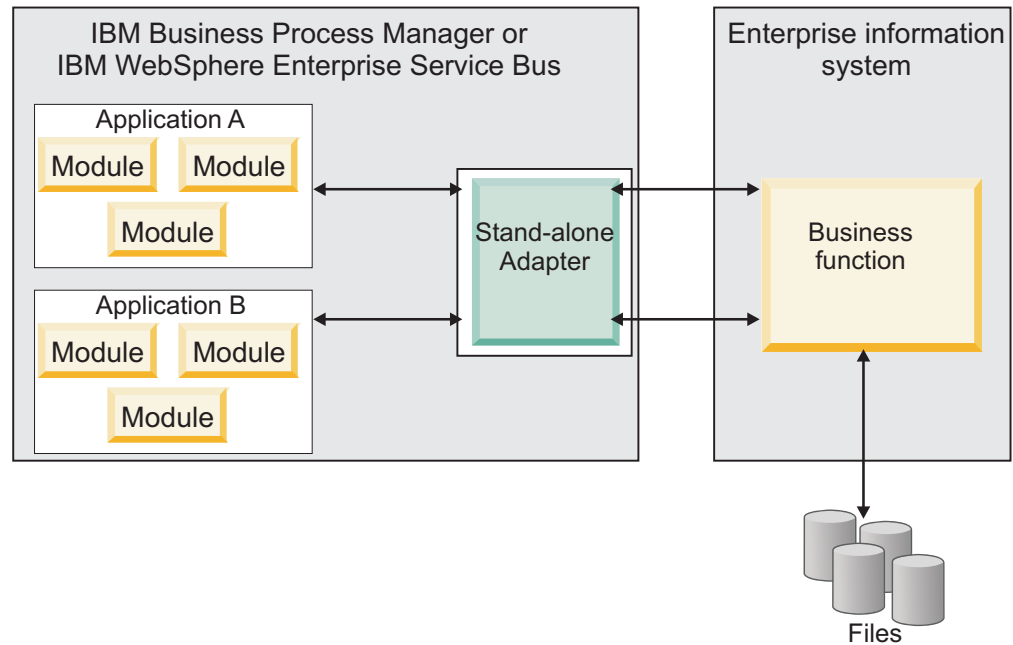 IBM Business Process Manager or
IBM WebSphere Enterprise Service Bus
Application A
Module
Module
Module
Application B
Module
Module
Module
Stand-alone
Adapter
Enterprise information
system
Business
function
Files